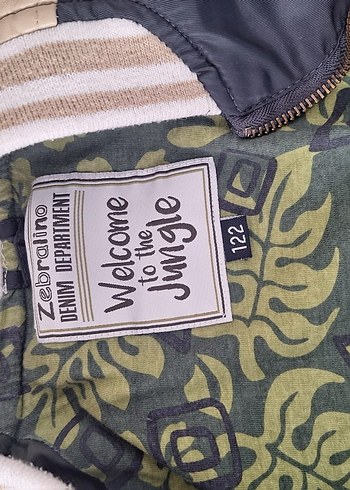 Zebralino
DENIM DEPARTMENT
Welcome
to the
Jungle
122